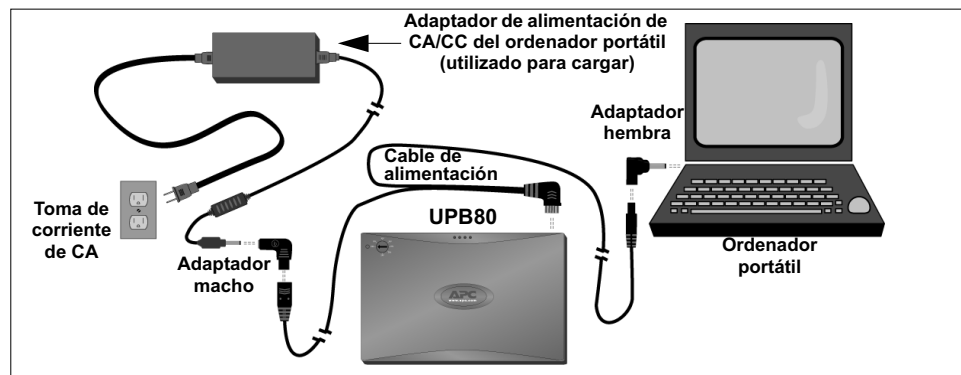 Adaptador de alimentación de
CA/CC del ordenador portátil
(utilizado para cargar)
Adaptador
hembra
Cable de
alimentación
Toma de
corriente
de CA
UPB80
Adaptador
macho
Ordenador
portátil
APC